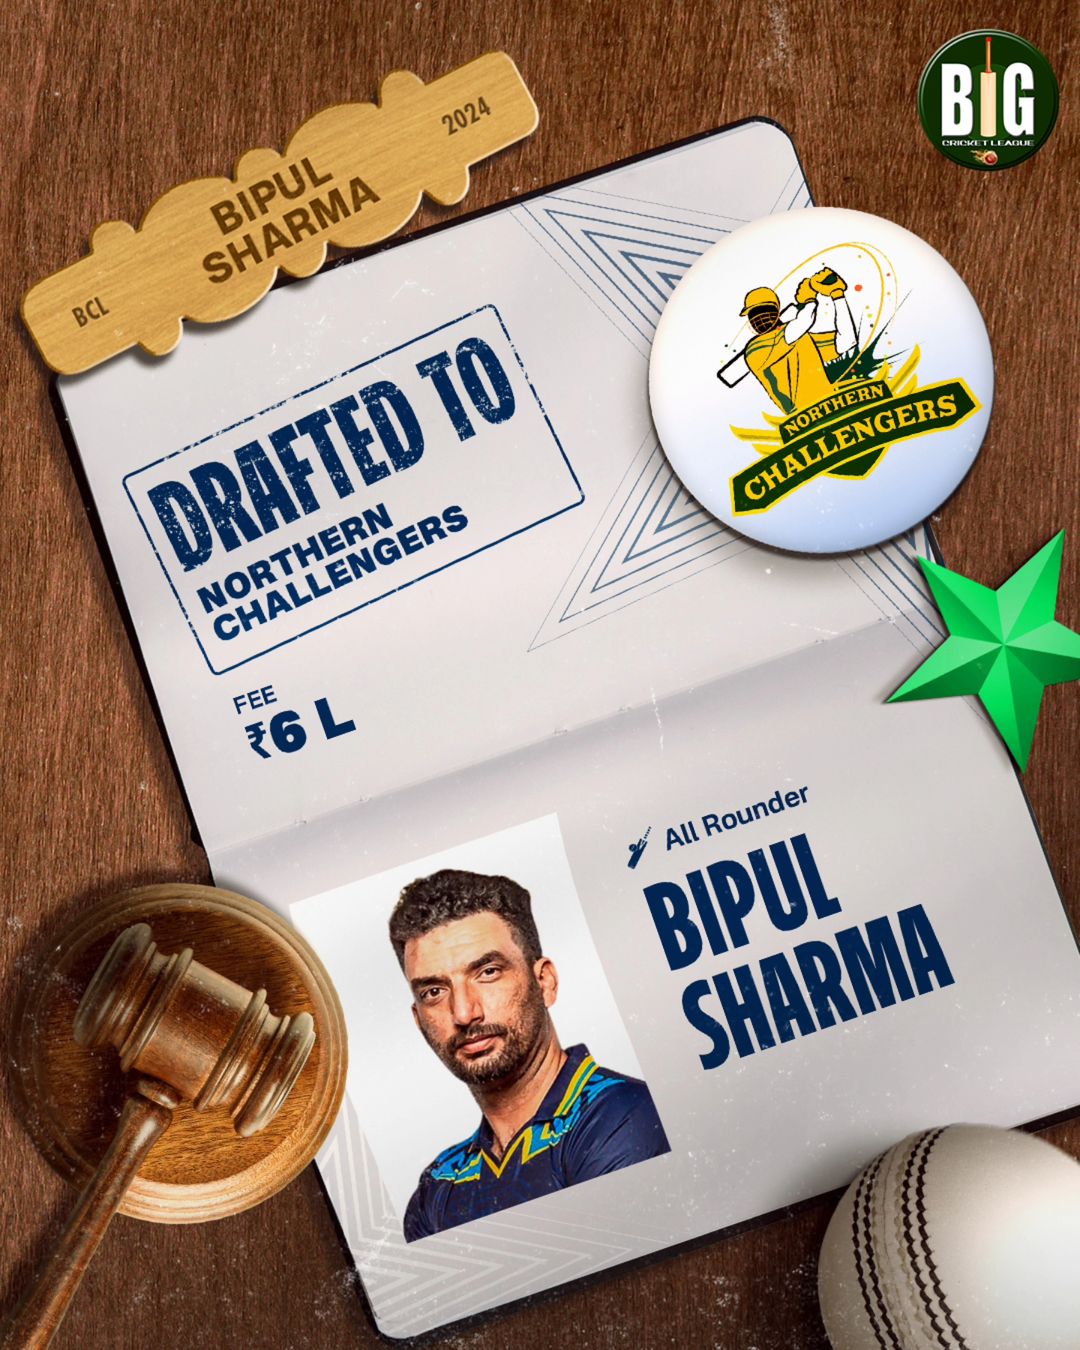 BIG
CRICKET LEAGUE
2024
BIPUL
SHARMA
BCL
NORTHERN
CHALLENGERS
DRAFTED TO
NORTHERN
CHALLENGERS
FEE
₹6 L
All Rounder
BIPUL
SHARMA